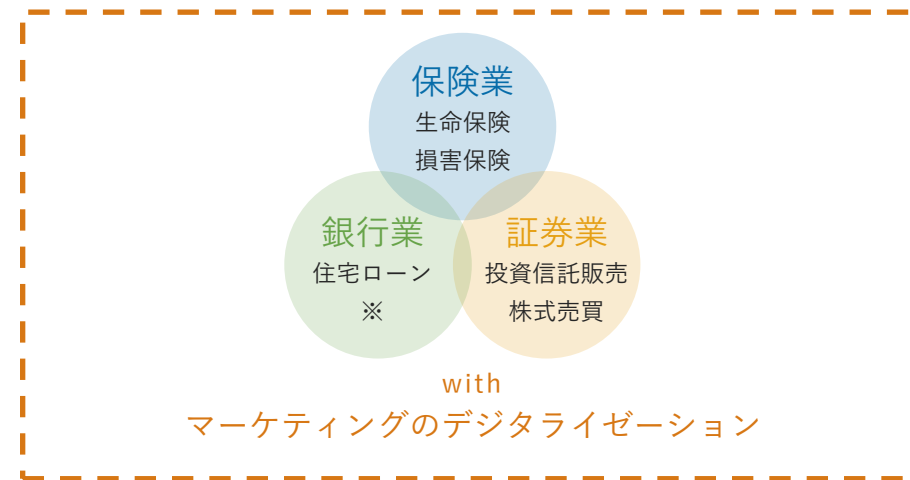 保険業
生命保険
損害保険
銀行業
住宅ローン
※
証券業
投資信託販売
株式売買
with
マーケティングのデジタライゼーション